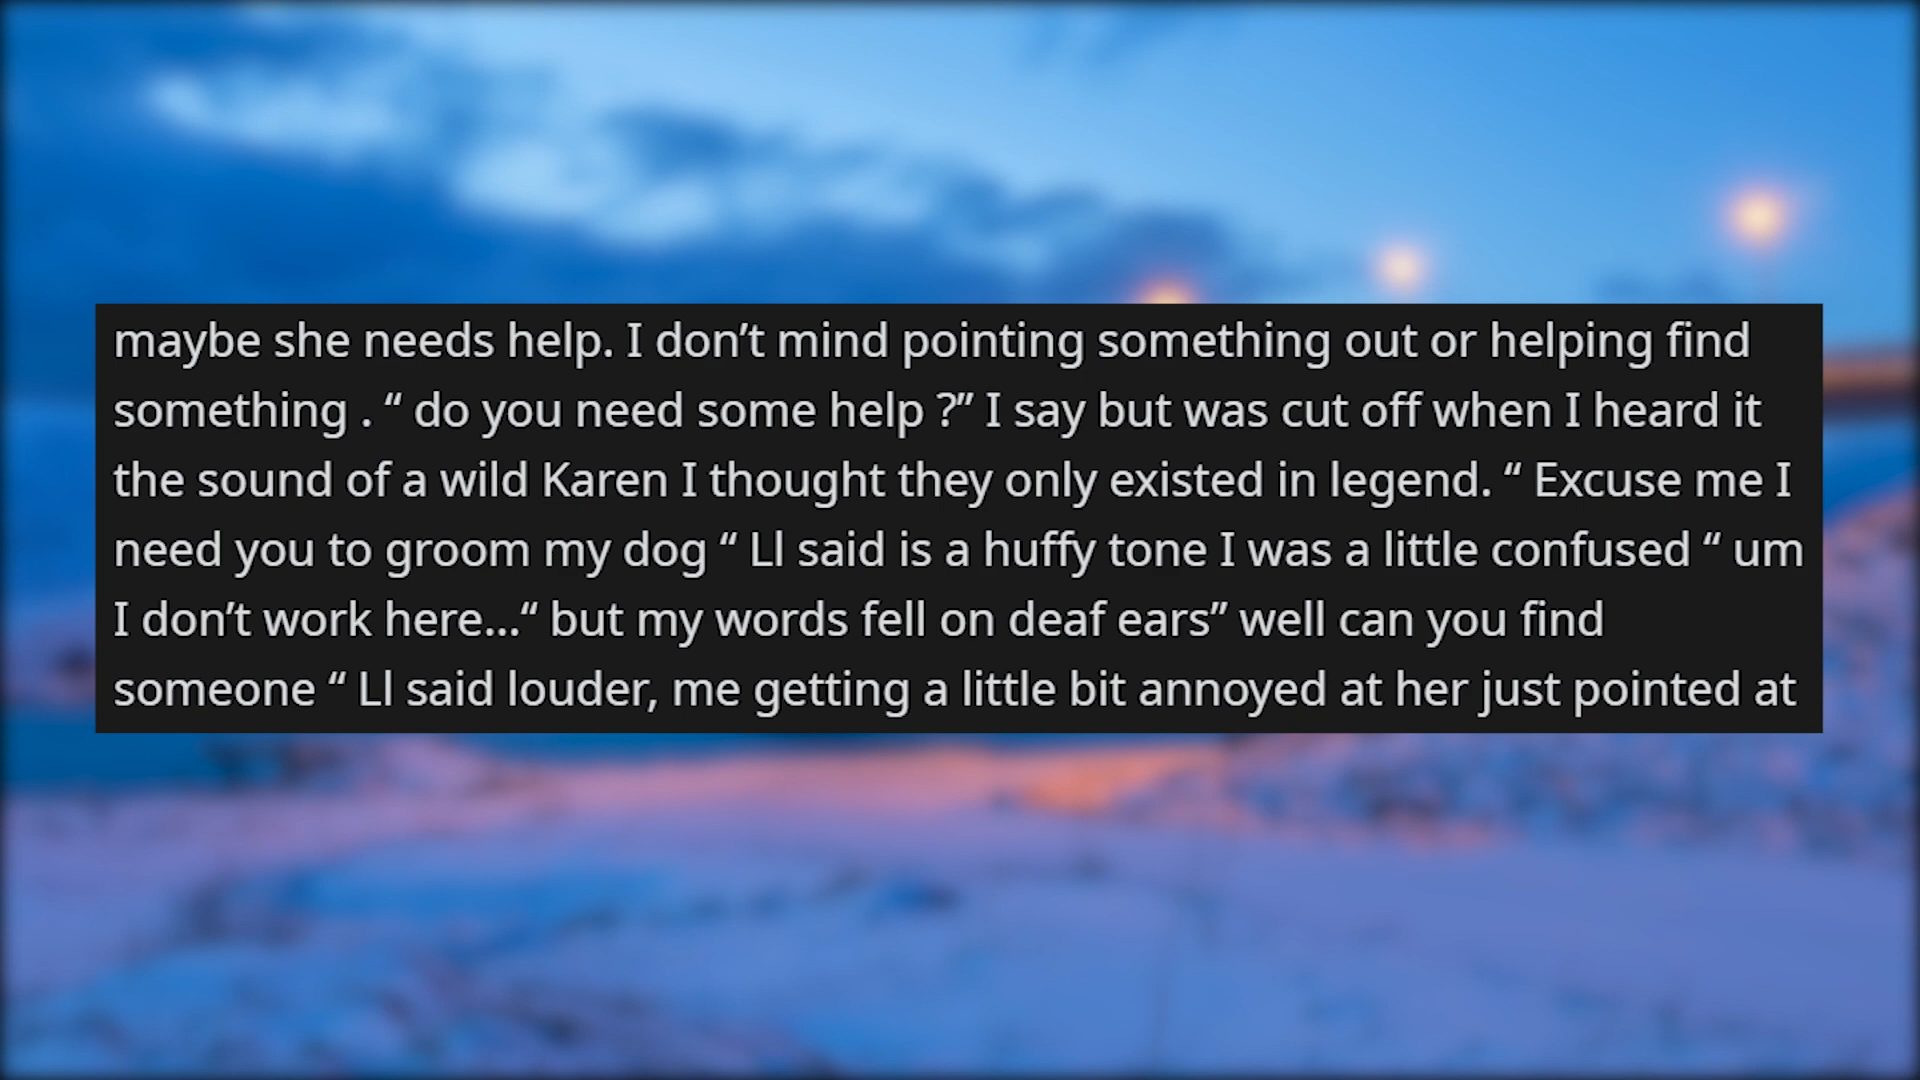 maybe she needs help. I don’t mind pointing something out or helping find
something . “ do you need some help ?” I say but was cut off when I heard it
the sound of a wild Karen I thought they only existed in legend. “ Excuse me I
need you to groom my dog “ Ll said is a huffy tone I was a little confused “ um
I don’t work here...“ but my words fell on deaf ears” well can you find
someone “ Ll said louder, me getting a little bit annoyed at her just pointed at